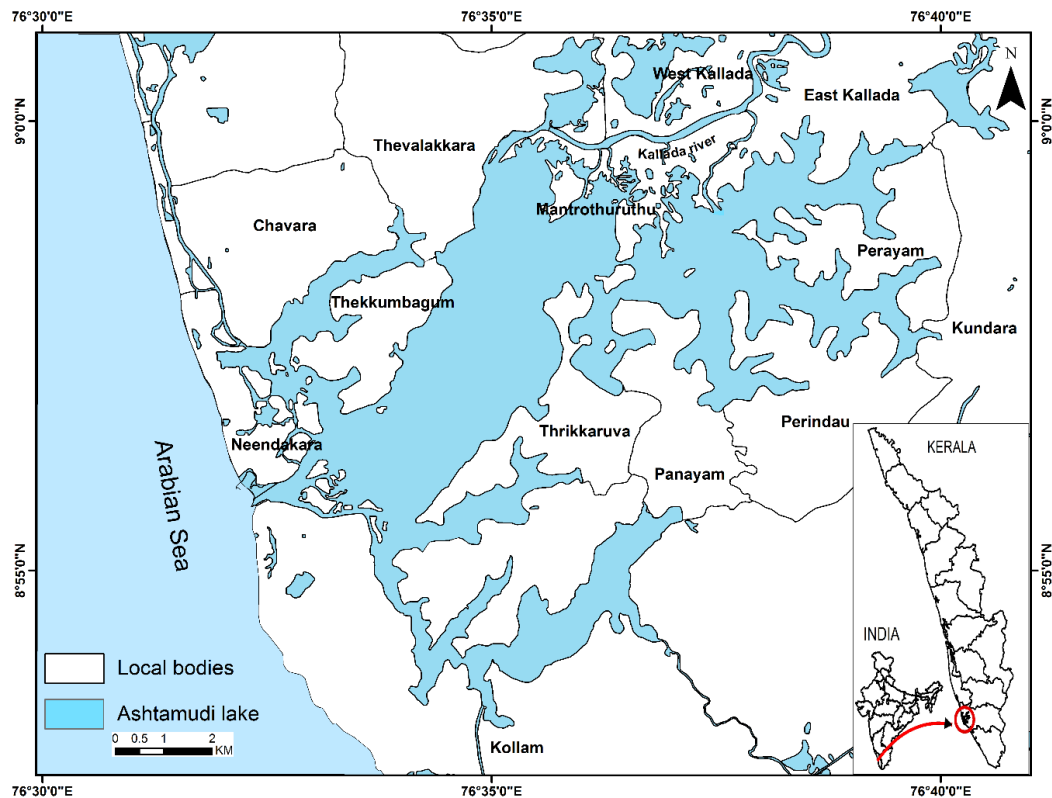 76°30'0"E 76°35'0"E 76°40'0"E
N
West Kallada
East Kallada
9°0'0"N 9°0'0"N
Thevalakkara
Kallada river
Mantrothuruthu
Chavara
Perayam
Thekkumbagum
Kundara
Perindau
Thrikkaruva
Neendakara
KERALA
Panayam
Arabian Sea
8°55'0"N 8°55'0"N
INDIA
Local bodies
Ashtamudi lake
0 0.5 1 2
KM
Kollam
76°30'0"E 76°35'0"E 76°40'0"E